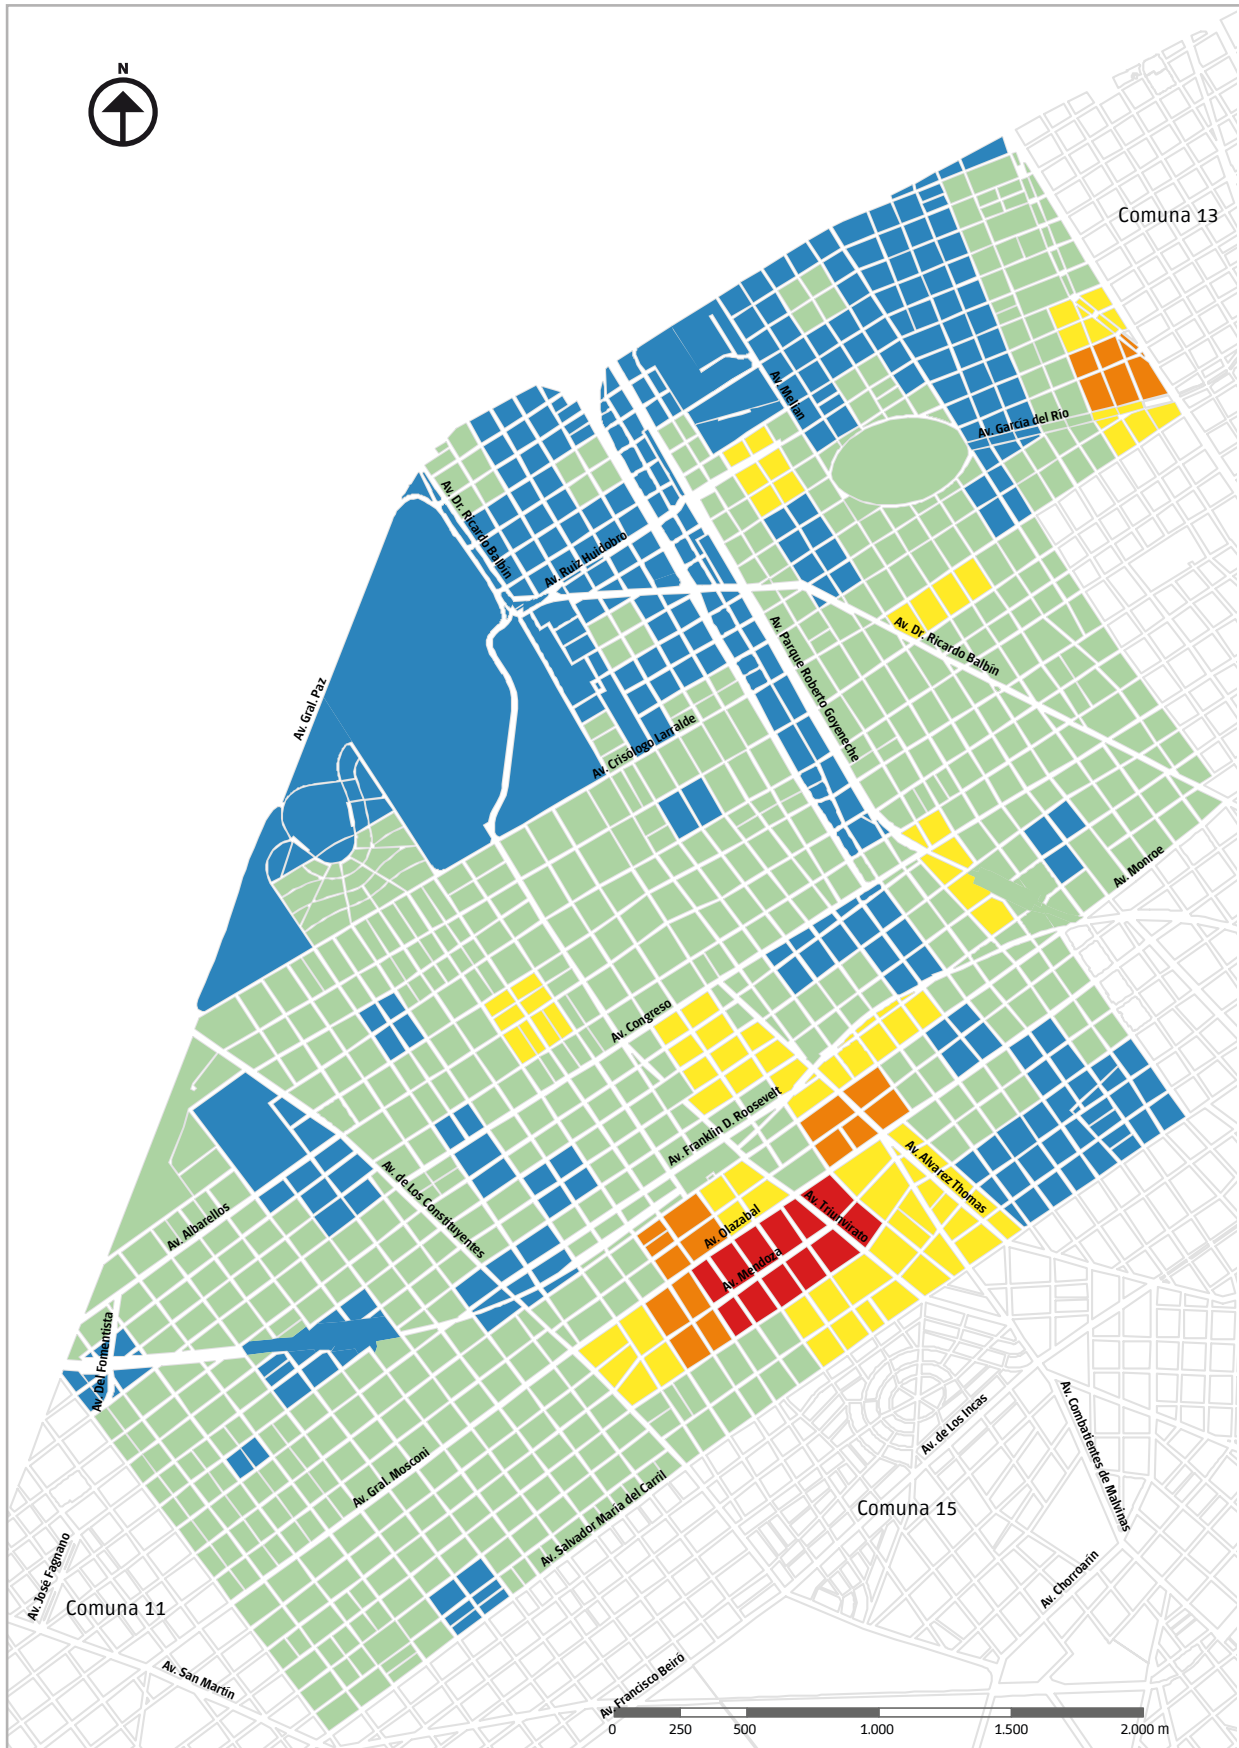 N
Comuna 13
Av. Melian
Av. García del Río
Av. Dr. Ricardo Balbín
Av. Ruiz Huidobro
Av. Dr. Ricardo Balbín
Av. Parque Roberto Goyeneche
Av. Gral. Paz
Av. Crisólogo Larralde
Av. Monroe
Av. Congreso
Av. Franklin D. Roosevelt
Av. Alvarez Thomas
Av. de Los Constituyentes
Av. Albarellos
Av. Olazabal
Av. Triunvirato
Av. Mendoza
Av. Del Fomentista
Av. de Los Incas
Av. Combatientes de Malvinas
Av. Gral. Mosconi
Av. Salvador María del Carril
Comuna 15
Av. José Fagnano
Av. Chorroarín
Comuna 11
Av. San Martín
Av. Francisco Beiró
0 250 500 1.000 1.500 2.000 m